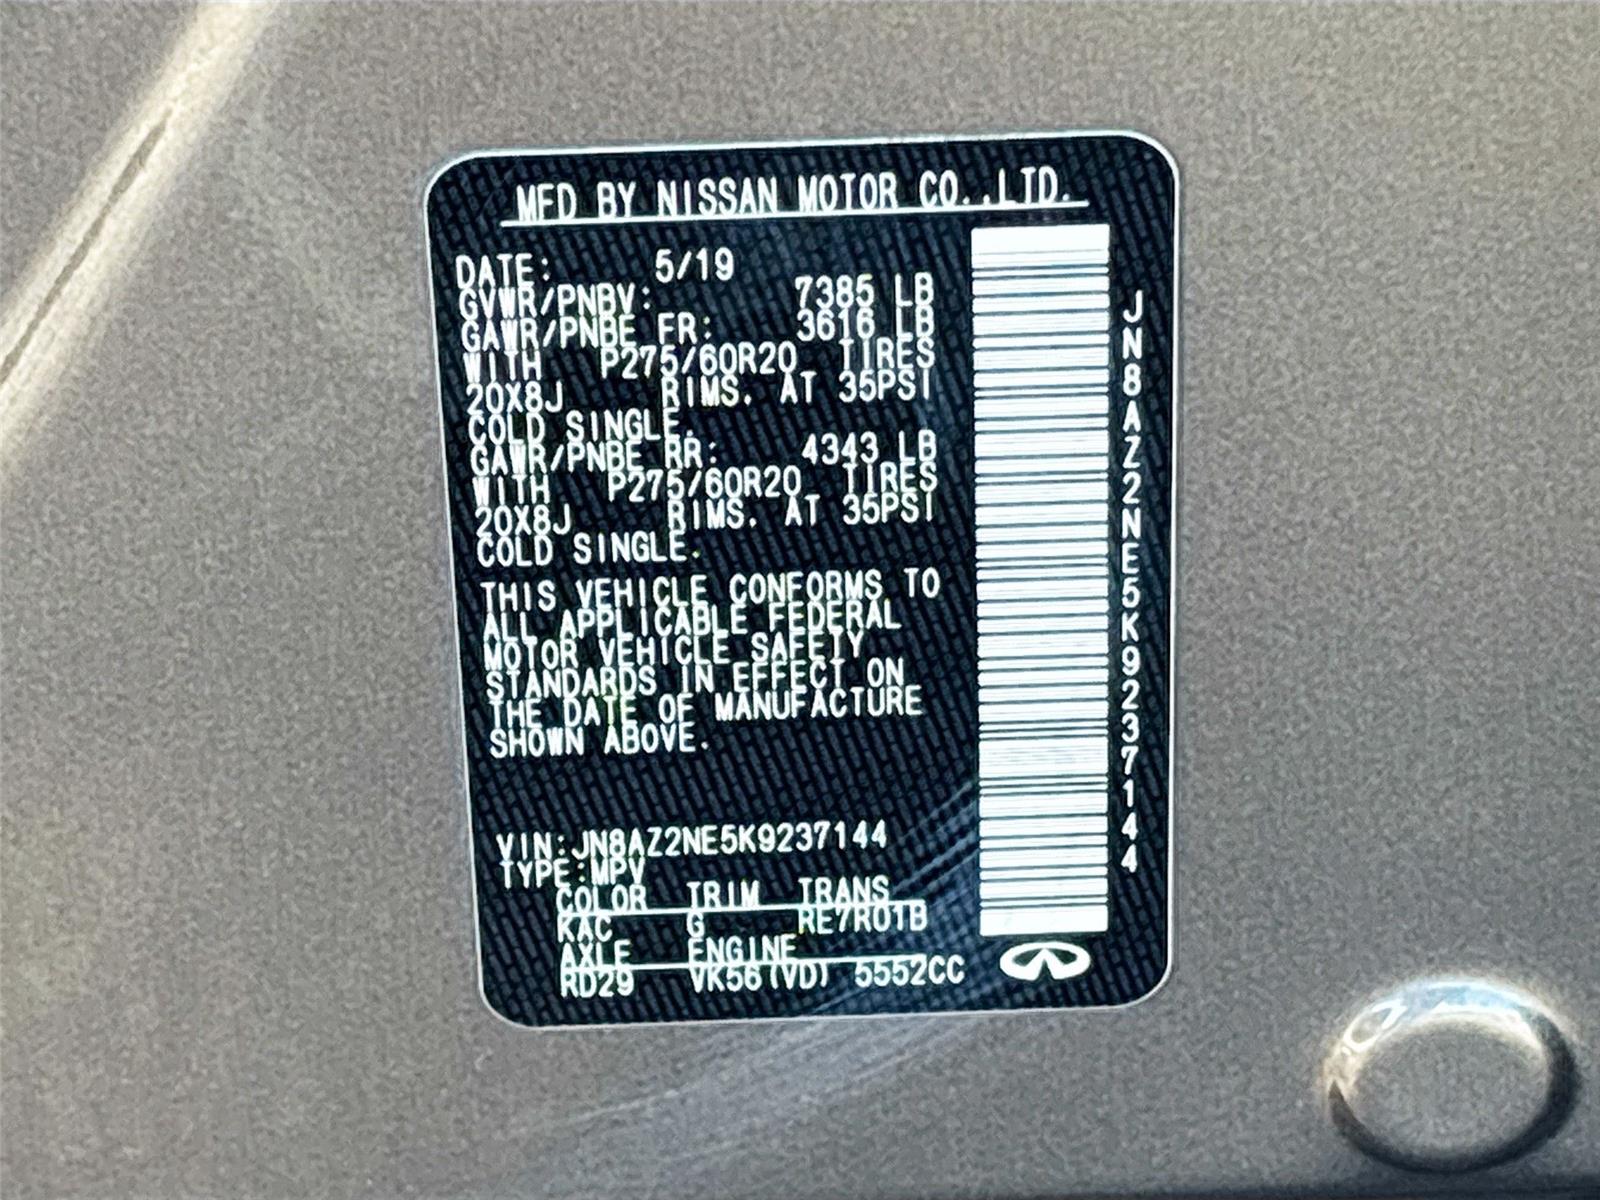 MFD BY NISSAN MOTOR CO.,LTD.
DATE: 5/19
GVWR/PNBV: 7385 LB
GAWR/PNBE FR: 3616 LB
WITH P275/60R20 TIRES
20X8J RIMS. AT 35PSI
COLD SINGLE.
GAWR/PNBE RR: 4343 LB
WITH P275/60R20 TIRES
20X8J RIMS. AT 35PSI
COLD SINGLE.
THIS VEHICLE CONFORMS TO
ALL APPLICABLE FEDERAL
MOTOR VEHICLE SAFETY
STANDARDS IN EFFECT ON
THE DATE OF MANUFACTURE
SHOWN ABOVE.
VIN:JN8AZ2NE5K9237144
TYPE:MPV
COLOR TRIM TRANS
KAC G RE7R01B
AXLE ENGINE
RD29 VK56(VD) 5552CC
JN8AZ2NE5K9237144